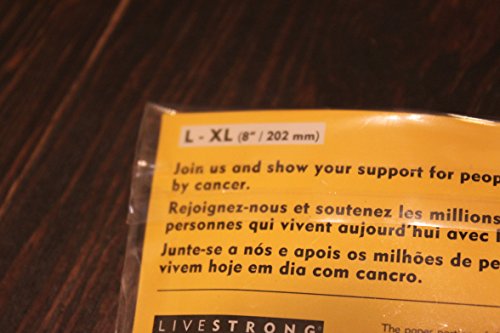 L - XL (8" / 202 mm)
Join us and show your support for
by cancer.
Rejoignez-nous et soutenez les millions
personnes qui vivent aujourd'hui avec
Junte-se a nós e apois os milhões de
vivem hoje em dia com cancro.
LIVESTRONG®
The paper